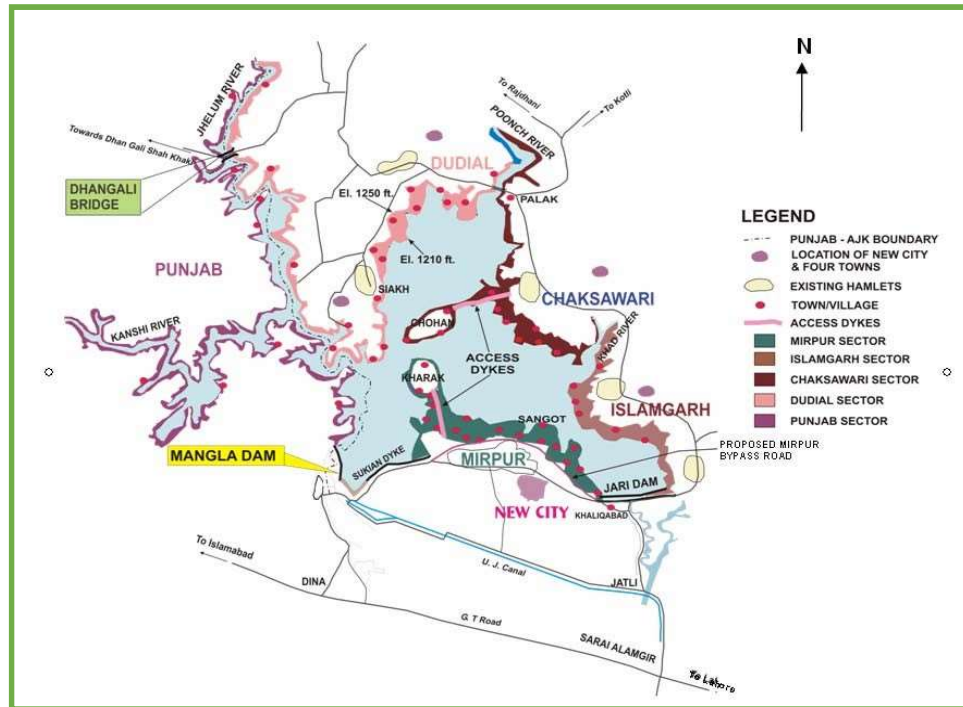 N
To Rajdhani
To Kotli
JHELUM RIVER
POONCH RIVER
Towards Dhan Gali Shah Khaki
DUDIAL
DHANGALI
BRIDGE
El. 1250 ft.
PALAK
El. 1210 ft.
PUNJAB
SIAKH
CHAKSAWARI
KANSHI RIVER
CHOHAN
KHAD RIVER
ACCESS
DYKES
KHARAK
ISLAMGARH
SANGOT
MANGLA DAM
SUKIAN DYKE
MIRPUR
PROPOSED MIRPUR
BYPASS ROAD
JARI DAM
NEW CITY
KHALIQABAD
To Islamabad
U. J. Canal
DINA
JATLI
G. T Road
SARAI ALAMGIR
LEGEND
PUNJAB - AJK BOUNDARY
LOCATION OF NEW CITY
& FOUR TOWNS
EXISTING HAMLETS
TOWN/VILLAGE
ACCESS DYKES
MIRPUR SECTOR
ISLAMGARH SECTOR
CHAKSAWARI SECTOR
DUDIAL SECTOR
PUNJAB SECTOR